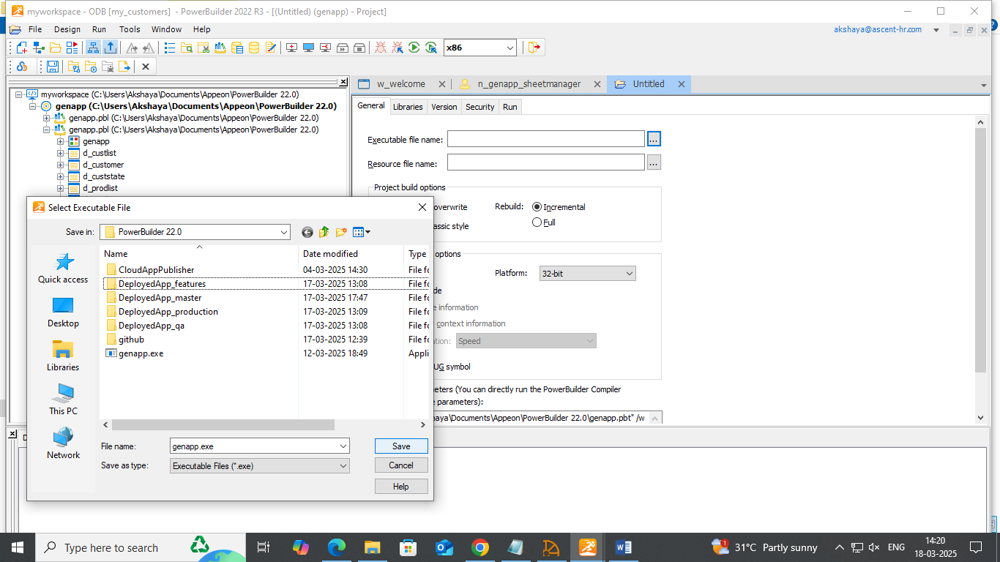 myworkspace - ODB [my_customers]  - PowerBuilder 2022 R3 - [(Untitled) (genapp) - Project]
File Design Run Tools Window Help
akshaya@ascent-hr.com
x86
myworkspace (C:\Users\Akshaya\Documents\Appeon\PowerBuilder 22.0)
genapp (C:\Users\Akshaya\Documents\Appeon\PowerBuilder 22.0)
genapp.pbl (C:\Users\Akshaya\Documents\Appeon\PowerBuilder 22.0)
genapp.pbl (C:\Users\Akshaya\Documents\Appeon\PowerBuilder 22.0)
genapp
d_custlist
d_customer
d_custstate
d_prodlist
w_welcome n_genapp_sheetmanager Untitled
General Libraries Version Security Run
Executable file name: ...
Resource file name: ...
Project build options
overwrite Rebuild: Incremental
assic style Full
options
Platform: 32-bit
de
e information
r context information
tion: Speed
UG symbol
meters (You can directly run the PowerBuilder Compiler
e parameters):
haya\Documents\Appeon\PowerBuilder 22.0\genapp.pbt" /w
Select Executable File
Save in: PowerBuilder 22.0
Quick access
Desktop
Libraries
This PC
Network
Name Date modified Type
CloudAppPublisher 04-03-2025 14:30 File fo
DeployedApp_features 17-03-2025 13:08 File fo
DeployedApp_master 17-03-2025 17:47 File fo
DeployedApp_production 17-03-2025 13:09 File fo
DeployedApp_qa 17-03-2025 13:08 File fo
github 17-03-2025 12:39 File fo
genapp.exe 12-03-2025 18:49 Appli
File name: genapp.exe Save
Save as type: Executable Files (*.exe) Cancel
Help
Type here to search
31°C Partly sunny
ENG
14:20
18-03-2025